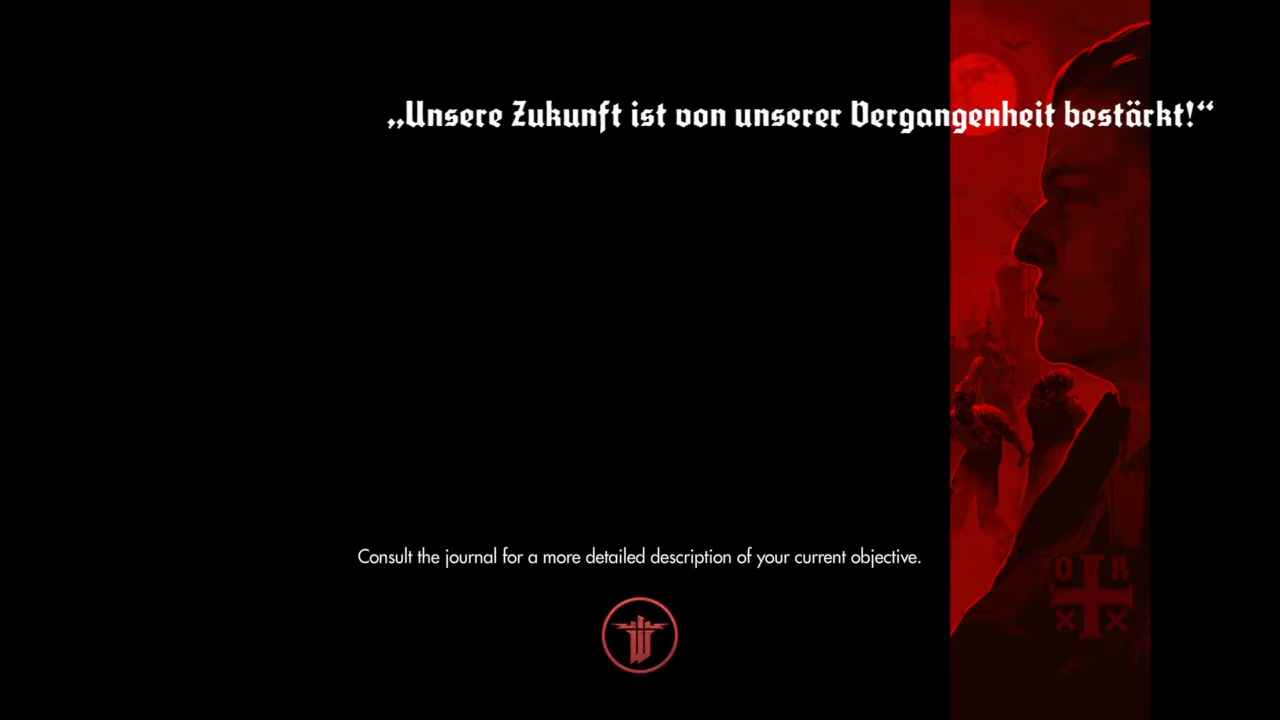 „Unsere Zukunft ist von unserer Vergangenheit bestärkt!“
Consult the journal for a more detailed description of your current objective.
W
O R
X X